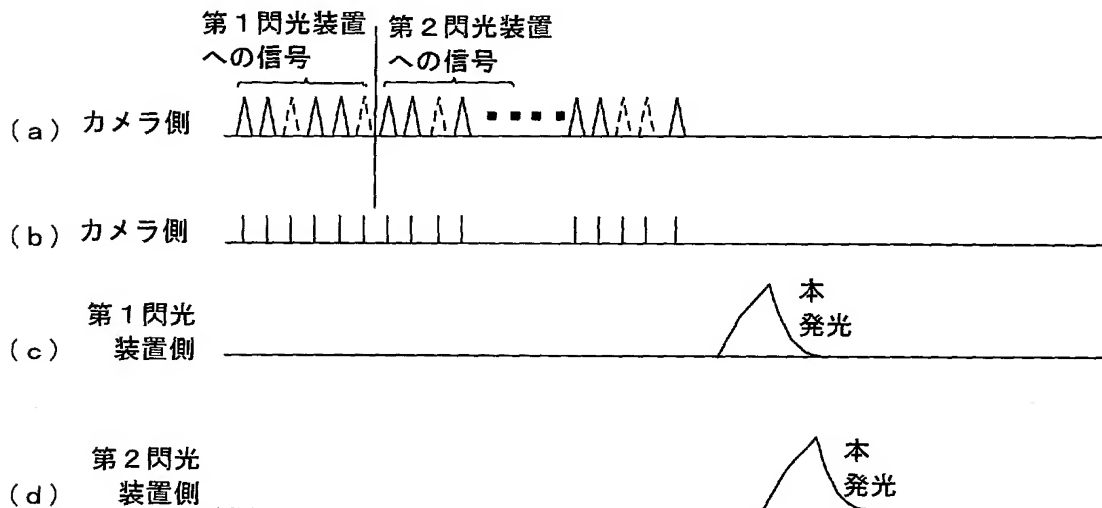 第1閃光装置
への信号
第2閃光装置
への信号
(a) カメラ側
(b) カメラ側
本
発光
第1閃光
(c) 装置側
本
発光
第2閃光
(d) 装置側